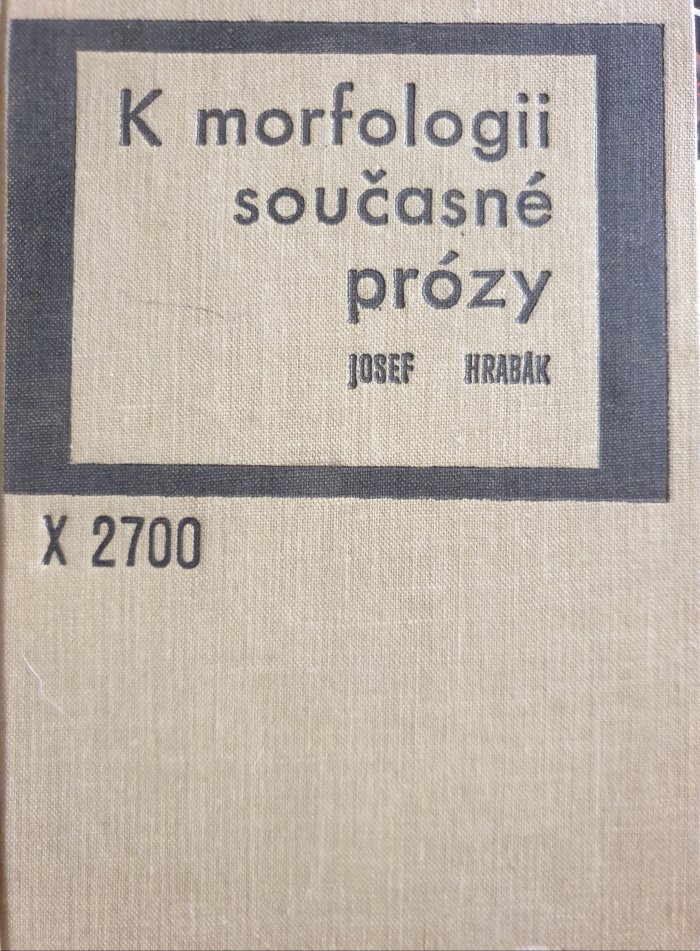 K morfologii
současné
prózy
JOSEF HRABÁK
X 2700